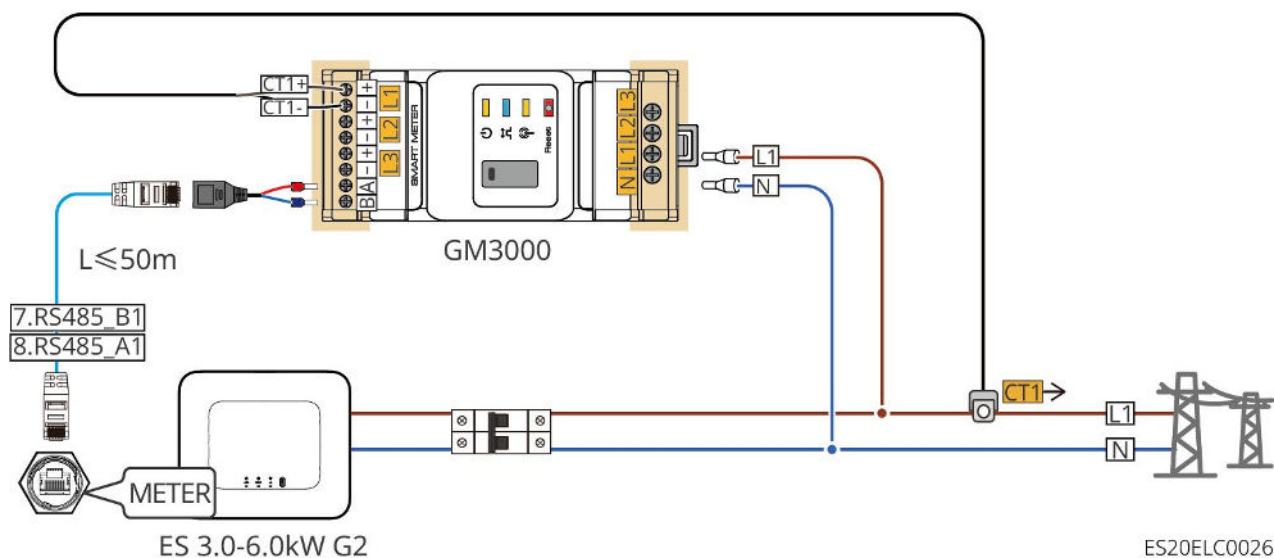 CT1+
CT1-
+
-
+
-
+
-
A
B
L1
L2
L3
SMART METER
Reset
L3
L2
L1
N
L1
N
GM3000
L≤50m
7.RS485_B1
8.RS485_A1
CT1
L1
N
METER
ES 3.0-6.0kW G2
ES20ELC0026